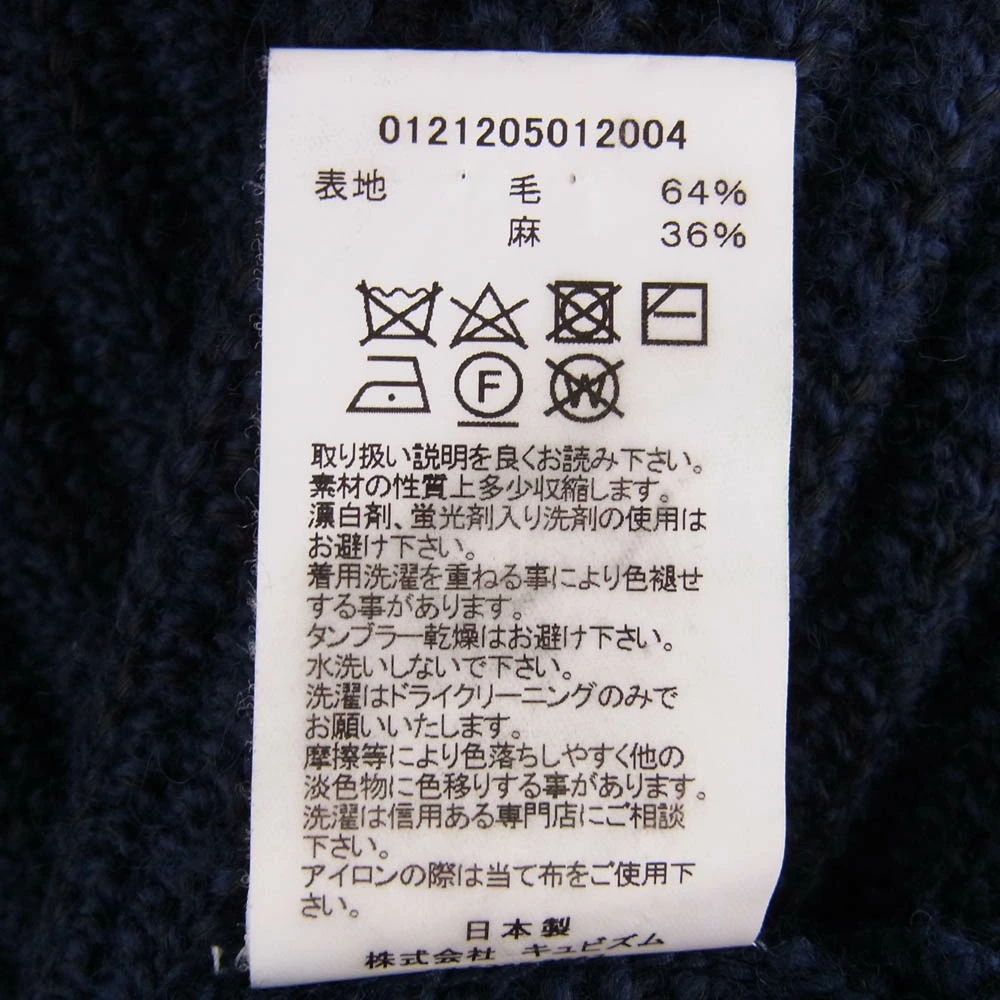 0121205012004
表地 毛 64%
麻 36%
F
W
取り扱い説明を良くお読み下さい。
素材の性質上多少収縮します。
漂白剤、蛍光剤入り洗剤の使用は
お避け下さい。
着用洗濯を重ねる事により色褪せ
する事があります。
タンブラー乾燥はお避け下さい。
水洗いしないで下さい。
洗濯はドライクリーニングのみで
お願いいたします。
摩擦等により色落ちしやすく他の
淡色物に色移りする事があります。
洗濯は信用ある専門店にご相談
下さい。
アイロンの際は当て布をご使用下
さい。
日本製
株式会社 キュビズム